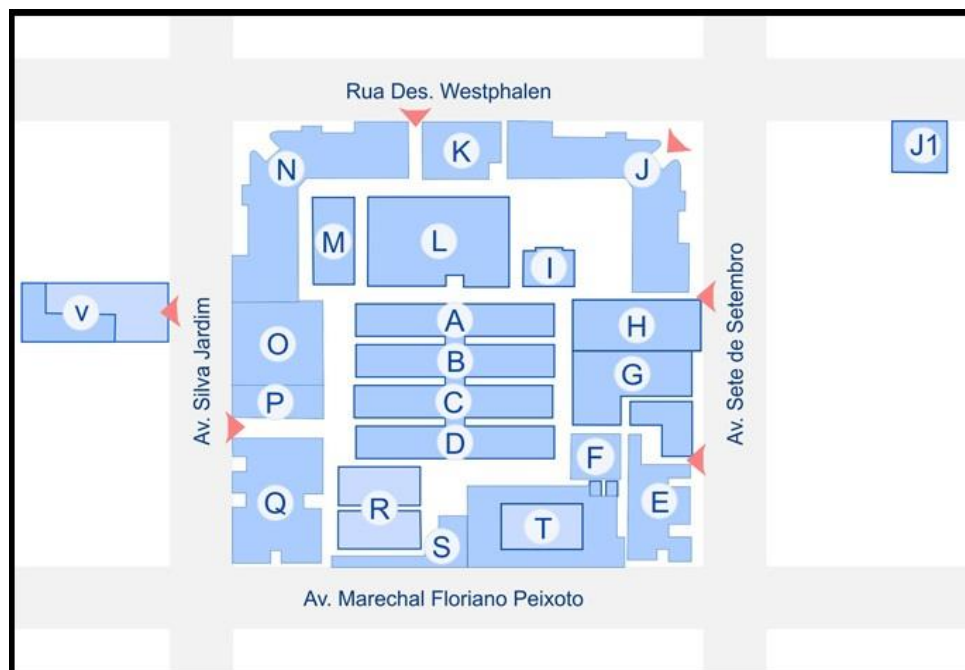 Rua Des. Westphalen
N
K
J
J1
M
L
I
v
Av. Silva Jardim
A
H
Av. Sete de Setembro
O
B
G
P
C
D
F
Q
R
E
S
T
Av. Marechal Floriano Peixoto